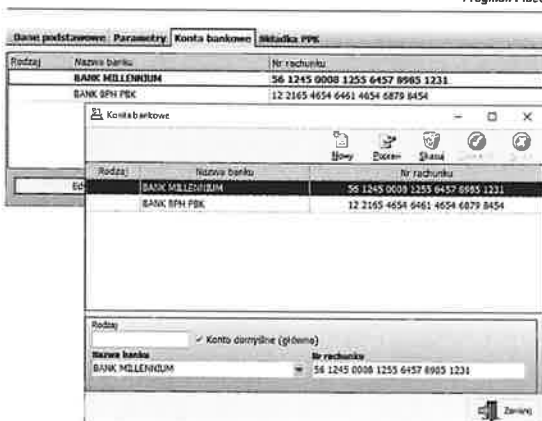 Dane podstawowe Parametry Konta bankowe Składka PPK
Rodzaj Nazwa banku Nr rachunku
BANK MILLENNIUM 56 1245 0008 1255 6457 8985 1231
BANK BPH PBK 12 2165 4654 6461 4654 6879 8454
Konta bankowe
Nowy Popraw Skasuj
Rodzaj Nazwa banku Nr rachunku
BANK MILLENNIUM 56 1245 0008 1255 6457 8985 1231
BANK BPH PBK 12 2165 4654 6461 4654 6879 8454
Rodzaj
Konto domyślne (główne)
Nazwa banku Nr rachunku
BANK MILLENNIUM 56 1245 0008 1255 6457 8985 1231
Zamknij